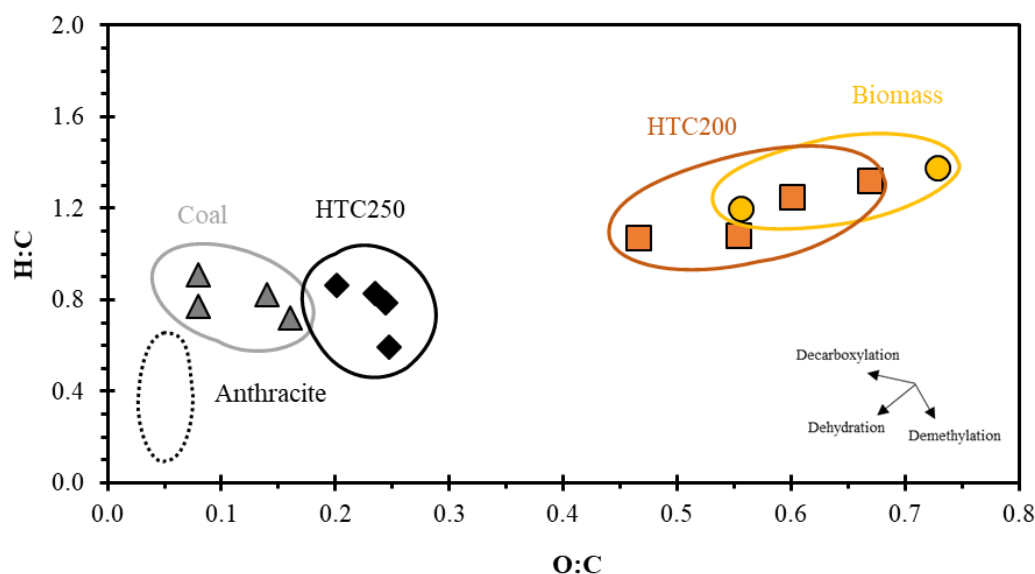 2.0
1.6
1.2
0.8
0.4
0.0
H:C
Biomass
HTC200
Coal
HTC250
Anthracite
Decarboxylation
Dehydration
Demethylation
0.0 0.1 0.2 0.3 0.4 0.5 0.6 0.7 0.8
O:C